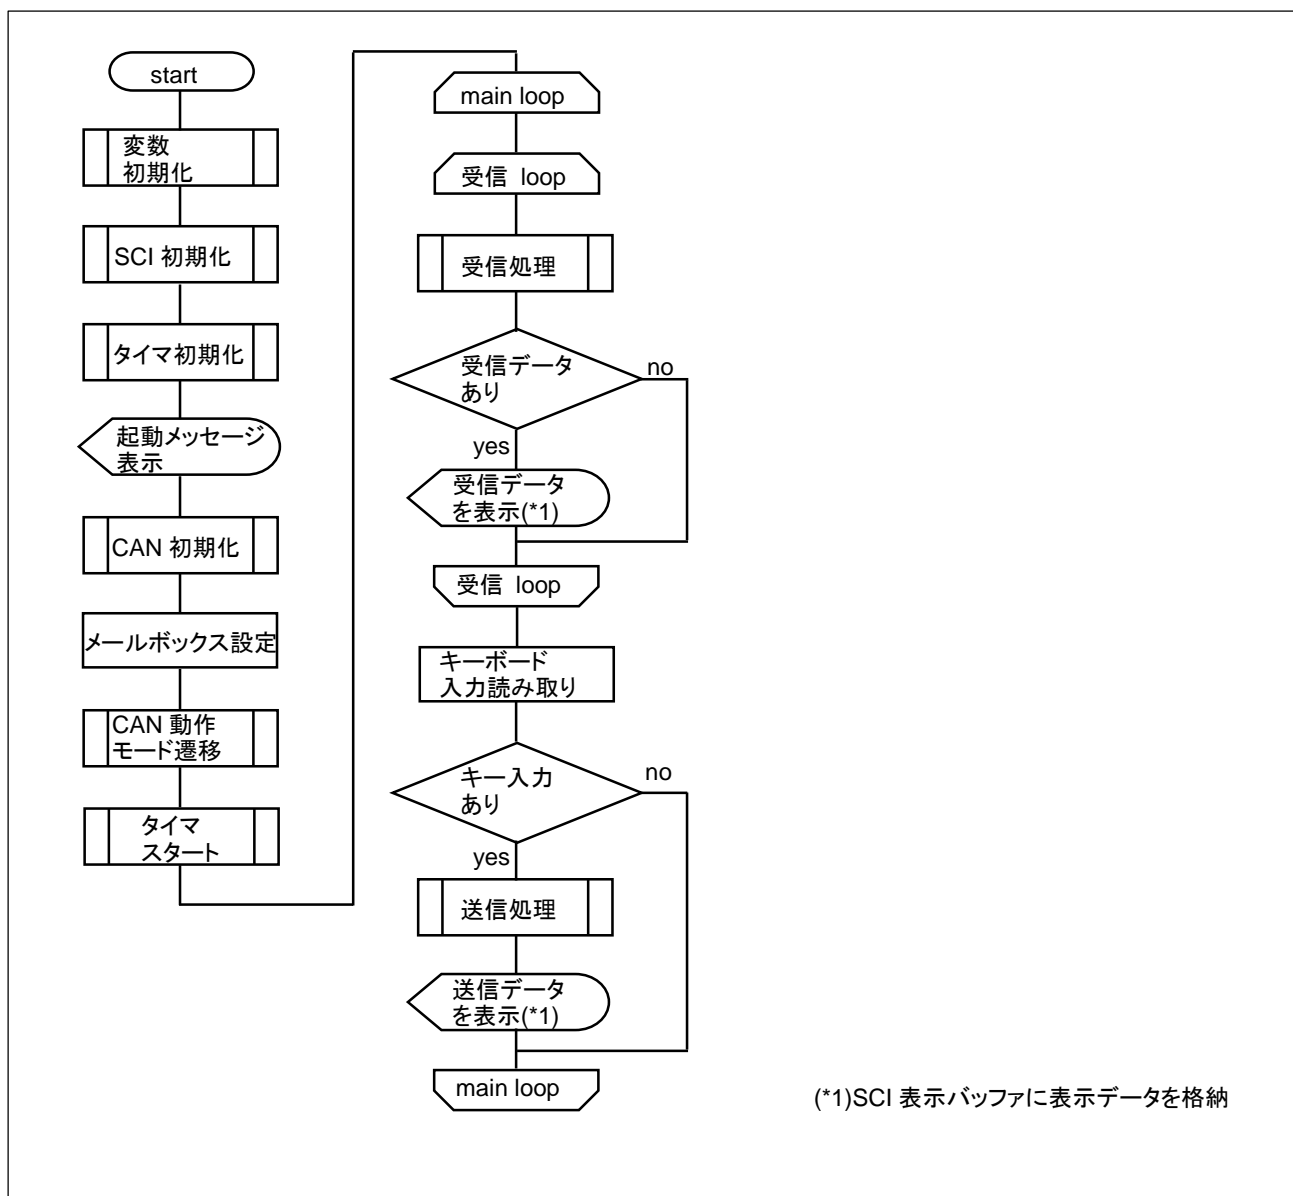 start
変数
初期化
SCI 初期化
タイマ初期化
起動メッセージ
表示
CAN 初期化
メールボックス設定
CAN 動作
モード遷移
タイマ
スタート
main loop
受信 loop
受信処理
受信データ
あり
no
yes
受信データ
を表示(*1)
受信 loop
キーボード
入力読み取り
キー入力
あり
no
yes
送信処理
送信データ
を表示(*1)
main loop
(*1)SCI 表示バッファに表示データを格納